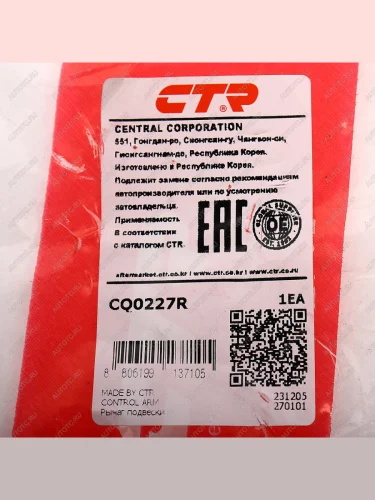 CTR
®
CENTRAL CORPORATION
551, Гонгдан-ро, Сионгсан-гу, Чангвон-си,
Гионгсангнам-до, Республика Корея.
Изготовлено в Республике Корея.
Подлежит замене согласно рекомендациям
автопроизводителя или по усмотрению
автовладельца.
Применяемость
В соответствии
с каталогом CTR.
EAC
OE
aftermarket.ctr.co.kr | ctr.co.kr | www.ctr.co.ru
CQ0227R 1EA
8 806199 137105
MADE BY CTR
CONTROL ARM
Рычаг подвески
231205
270101